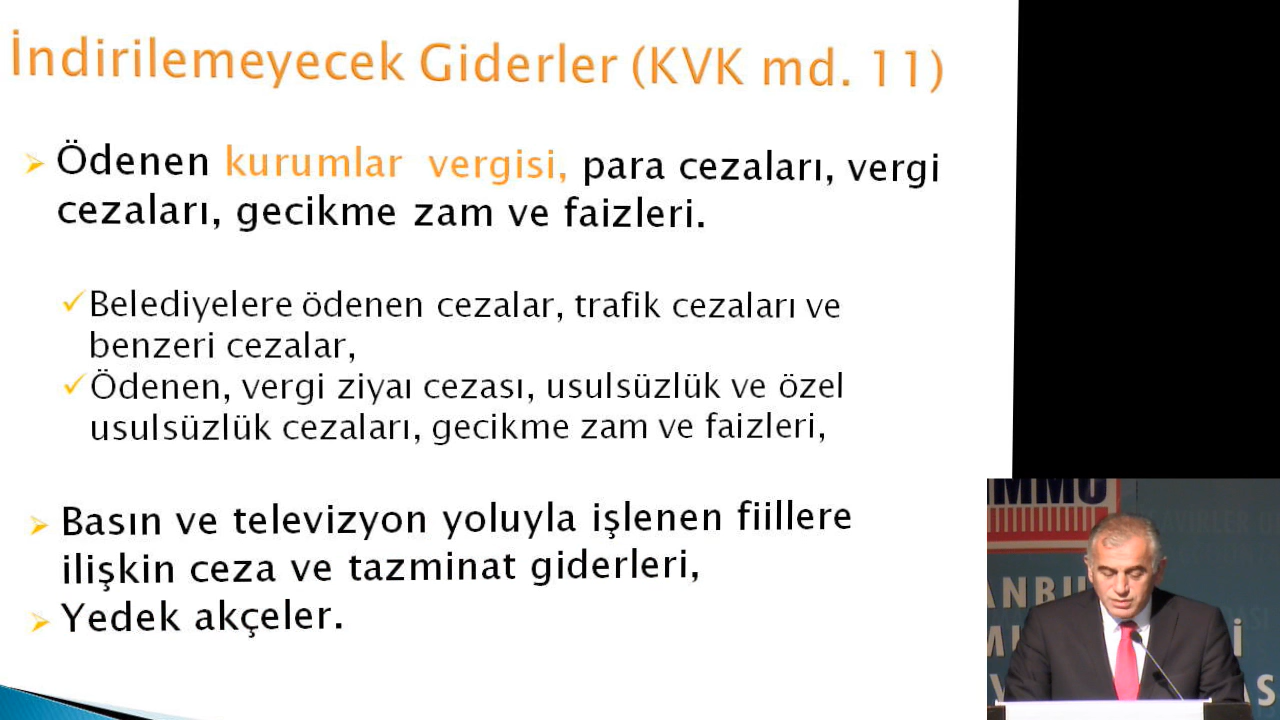 İndirilemeyecek Giderler (KVK md. 11)
Ödenen kurumlar vergisi, para cezaları, vergi
cezaları, gecikme zam ve faizleri.
Belediyelere ödenen cezalar, trafik cezaları ve
benzeri cezalar,
Ödenen, vergi ziyaı cezası, usulsüzlük ve özel
usulsüzlük cezaları, gecikme zam ve faizleri,
Basın ve televizyon yoluyla işlenen fiillere
ilişkin ceza ve tazminat giderleri,
Yedek akçeler.
MMO
ANBU